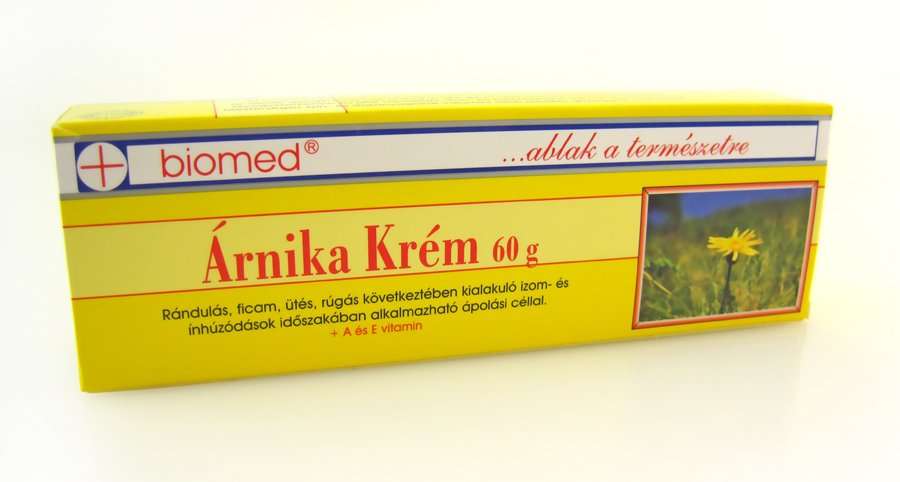 biomed®
...ablak a természetre
Árnika Krém 60 g
Rándulás, ficam, ütés, rúgás következtében kialakuló izom- és
ínhúzódások időszakában alkalmazható ápolási céllal.
+ A és E vitamin